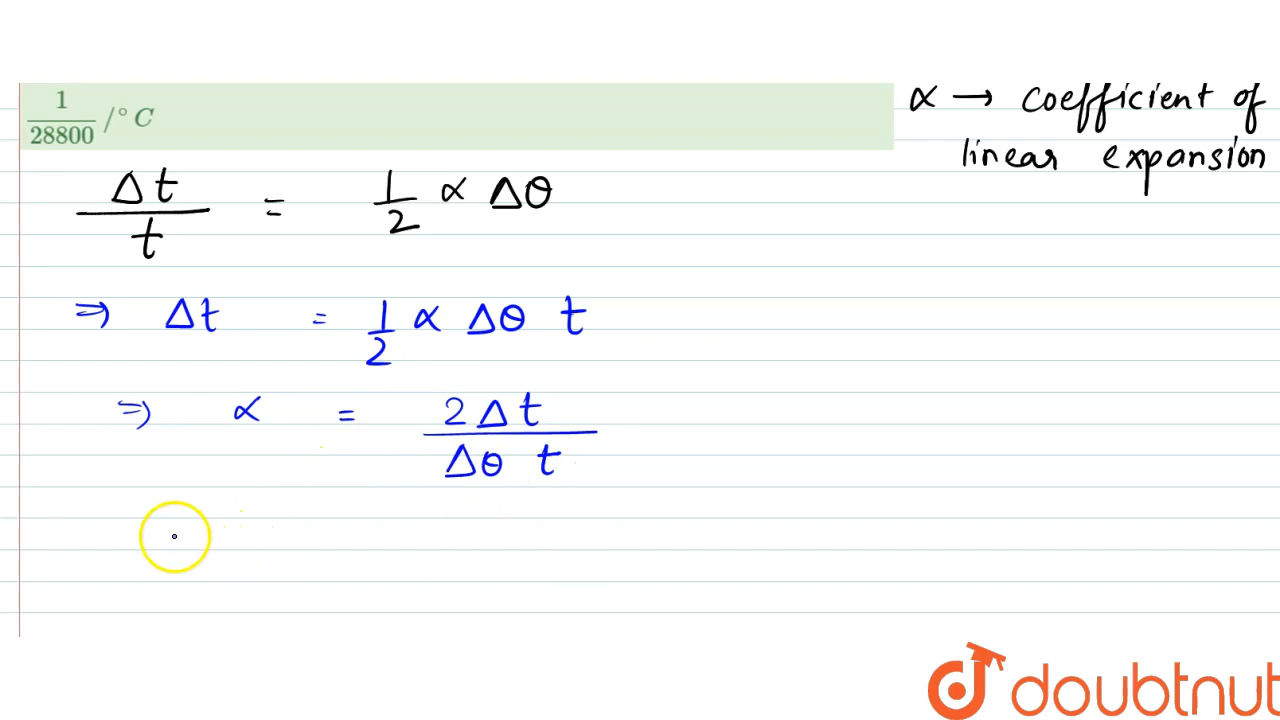 1/28800 /°C
α → coefficient of
linear expansion
Δt/t = 1/2 α Δθ
⇒ Δt = 1/2 α Δθ t
⇒ α = 2Δt/Δθ t
doubtnut